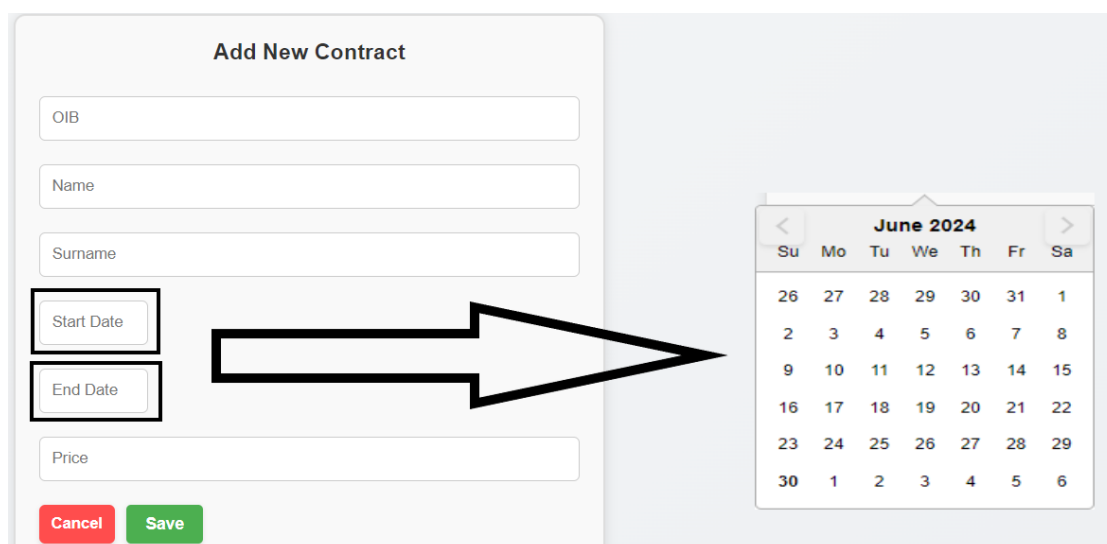 Add New Contract
OIB
Name
Surname
Start Date
End Date
Price
Cancel Save
< June 2024 >
Su Mo Tu We Th Fr Sa
26 27 28 29 30 31 1
2 3 4 5 6 7 8
9 10 11 12 13 14 15
16 17 18 19 20 21 22
23 24 25 26 27 28 29
30 1 2 3 4 5 6